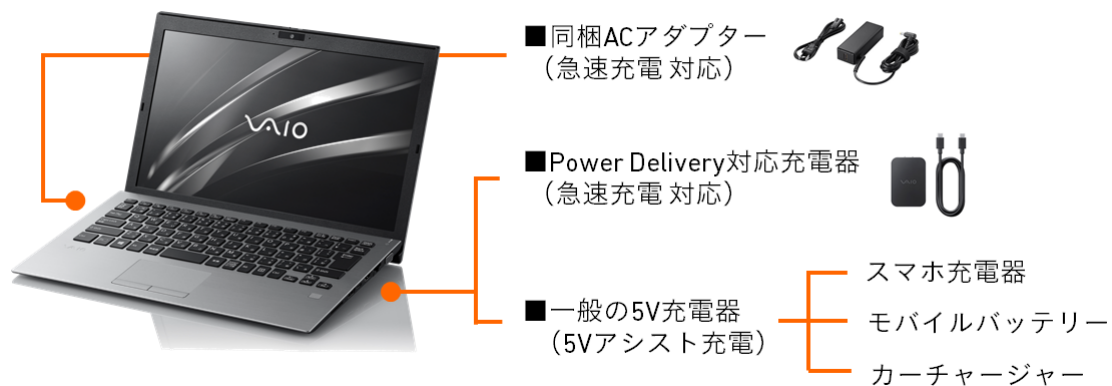 ■同梱ACアダプター
（急速充電 対応）
VAIO
■Power Delivery対応充電器
（急速充電 対応）
VAIO
■一般の5V充電器
（5Vアシスト充電）
スマホ充電器
モバイルバッテリー
カーチャージャー